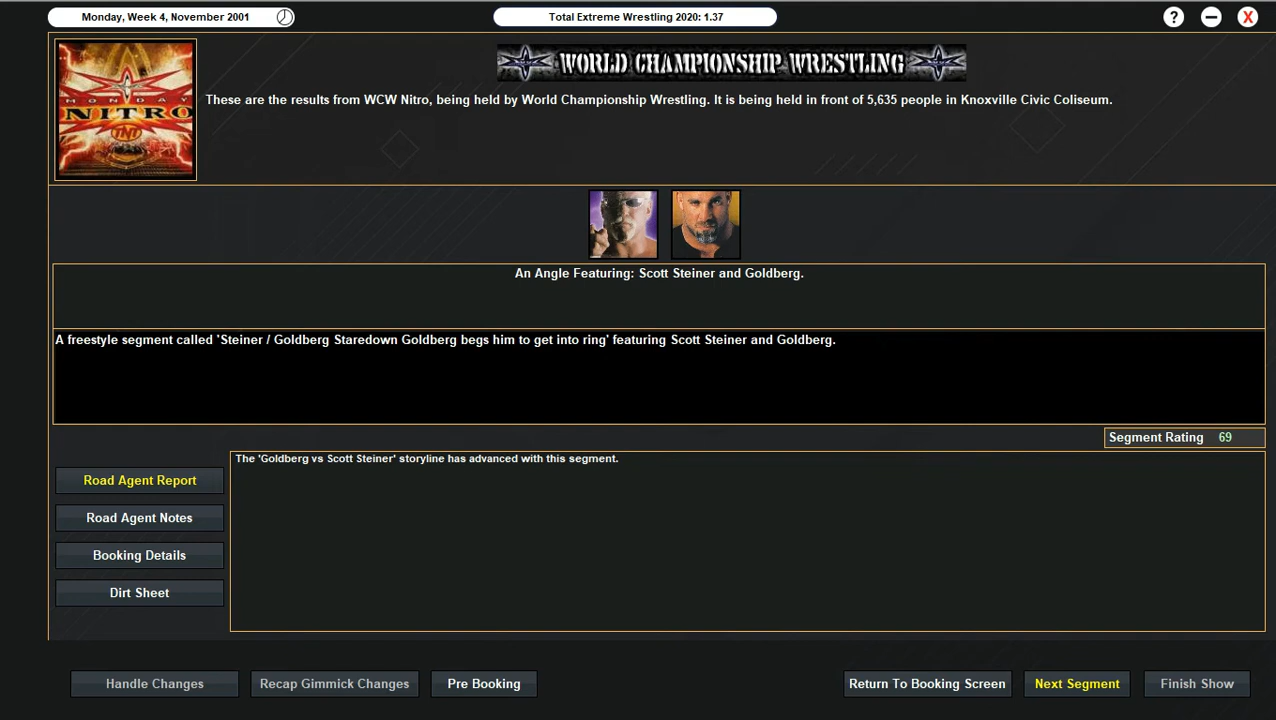 Monday, Week 4, November 2001
Total Extreme Wrestling 2020: 1.37
?
X
MONDAY
NITRO
TNT
WORLD CHAMPIONSHIP WRESTLING
These are the results from WCW Nitro, being held by World Championship Wrestling. It is being held in front of 5,635 people in Knoxville Civic Coliseum.
An Angle Featuring: Scott Steiner and Goldberg.
A freestyle segment called 'Steiner / Goldberg Staredown Goldberg begs him to get into ring' featuring Scott Steiner and Goldberg.
Segment Rating 69
The 'Goldberg vs Scott Steiner' storyline has advanced with this segment.
Road Agent Report
Road Agent Notes
Booking Details
Dirt Sheet
Handle Changes
Recap Gimmick Changes
Pre Booking
Return To Booking Screen
Next Segment
Finish Show